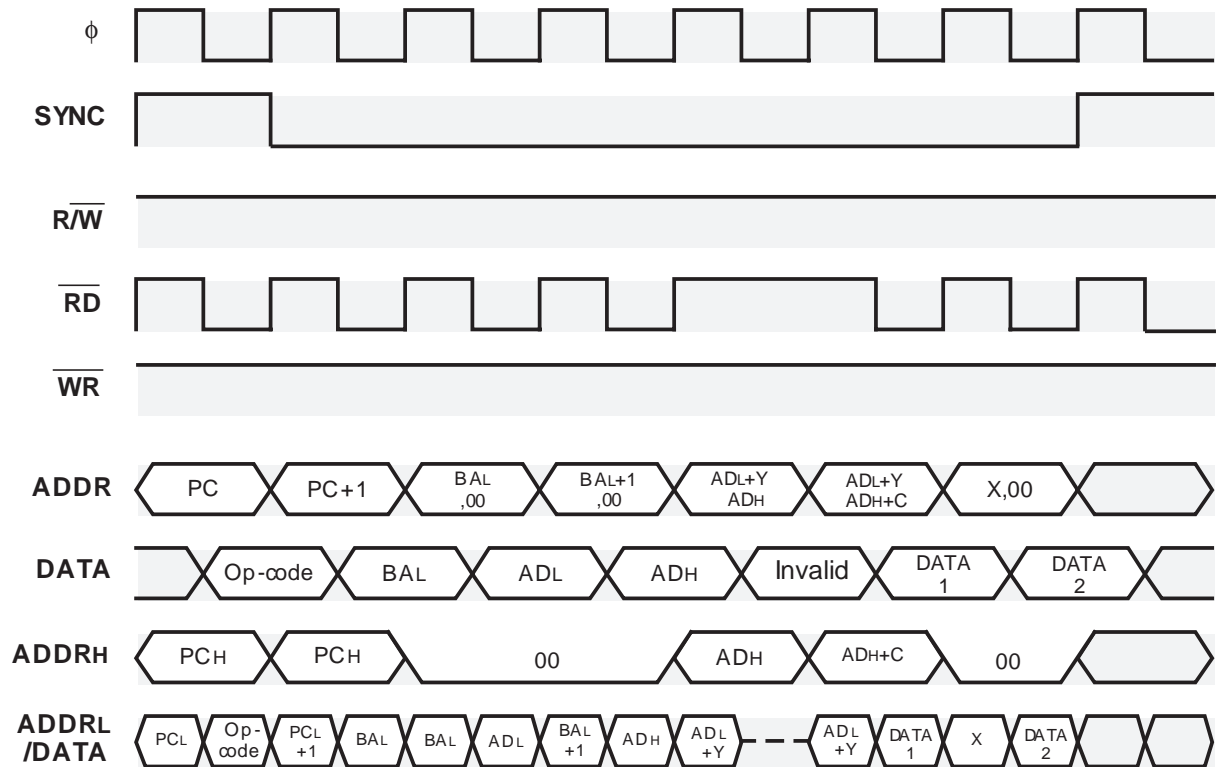 ϕ
SYNC
R/W
RD
WR
ADDR
PC
PC+1
BAL
,00
BAL+1
,00
ADL+Y
ADH
ADL+Y
ADH+C
X,00
DATA
Op-code
BAL
ADL
ADH
Invalid
DATA
1
DATA
2
ADDRH
PCH
PCH
00
ADH
ADH+C
00
ADDRL
/DATA
PCL
Op-
code
PCL
+1
BAL
BAL
ADL
BAL
+1
ADH
ADL
+Y
ADL
+Y
DATA
1
X
DATA
2